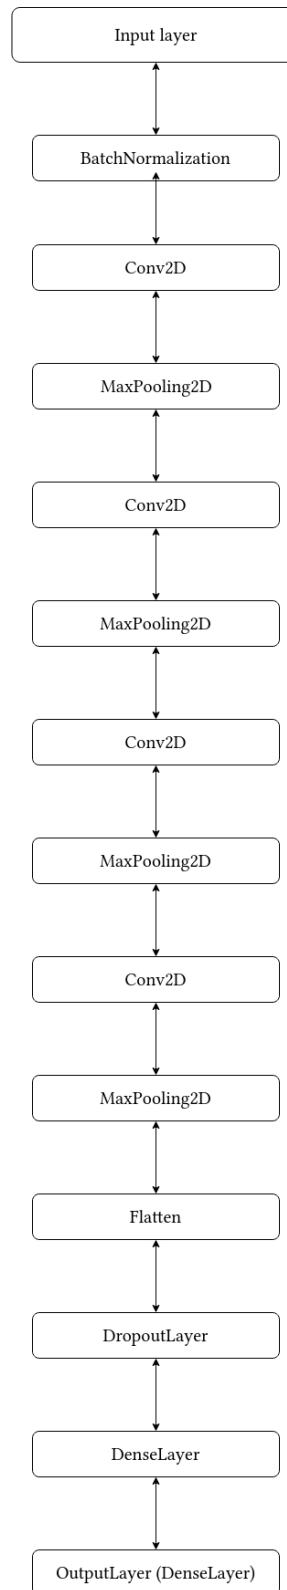 Input layer
BatchNormalization
Conv2D
MaxPooling2D
Conv2D
MaxPooling2D
Conv2D
MaxPooling2D
Conv2D
MaxPooling2D
Flatten
DropoutLayer
DenseLayer
OutputLayer (DenseLayer)